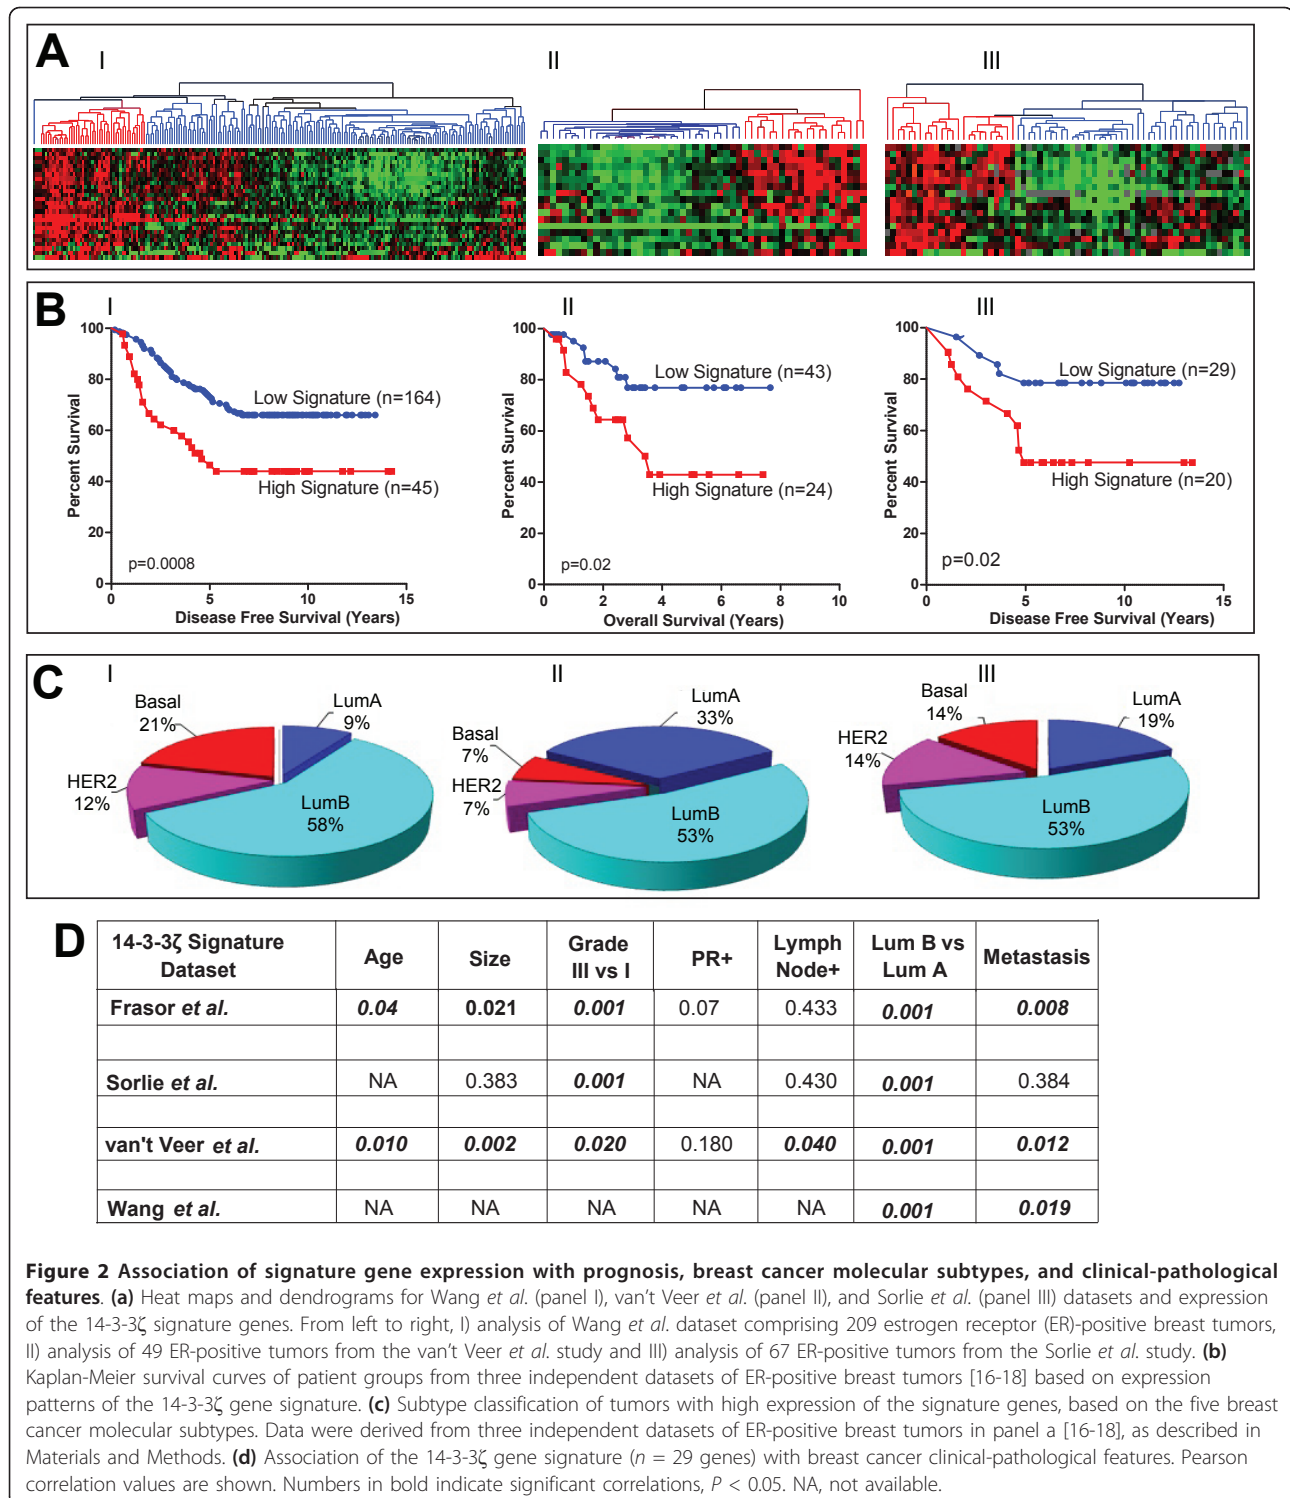 A
I II III
B
I
100
80
60
40
20
0
Percent Survival
Low Signature (n=164)
High Signature (n=45)
p=0.0008
0 5 10 15
Disease Free Survival (Years)
II
100
80
60
40
20
0
Percent Survival
Low Signature (n=43)
High Signature (n=24)
p=0.02
0 2 4 6 8 10
Overall Survival (Years)
III
100
80
60
40
20
0
Percent Survival
Low Signature (n=29)
High Signature (n=20)
p=0.02
0 5 10 15
Disease Free Survival (Years)
C
I
Basal
21%
LumA
9%
HER2
12%
LumB
58%
II
LumA
33%
Basal
7%
HER2
7%
LumB
53%
III
Basal
14%
LumA
19%
HER2
14%
LumB
53%
D
14-3-3ζ Signature Dataset Age Size Grade III vs I PR+ Lymph Node+ Lum B vs Lum A Metastasis
Frasor et al. 0.04 0.021 0.001 0.07 0.433 0.001 0.008
Sorlie et al. NA 0.383 0.001 NA 0.430 0.001 0.384
van't Veer et al. 0.010 0.002 0.020 0.180 0.040 0.001 0.012
Wang et al. NA NA NA NA NA 0.001 0.019
Figure 2 Association of signature gene expression with prognosis, breast cancer molecular subtypes, and clinical-pathological
features. (a) Heat maps and dendrograms for Wang et al. (panel I), van't Veer et al. (panel II), and Sorlie et al. (panel III) datasets and expression
of the 14-3-3ζ signature genes. From left to right, I) analysis of Wang et al. dataset comprising 209 estrogen receptor (ER)-positive breast tumors,
II) analysis of 49 ER-positive tumors from the van't Veer et al. study and III) analysis of 67 ER-positive tumors from the Sorlie et al. study. (b)
Kaplan-Meier survival curves of patient groups from three independent datasets of ER-positive breast tumors [16-18] based on expression
patterns of the 14-3-3ζ gene signature. (c) Subtype classification of tumors with high expression of the signature genes, based on the five breast
cancer molecular subtypes. Data were derived from three independent datasets of ER-positive breast tumors in panel a [16-18], as described in
Materials and Methods. (d) Association of the 14-3-3ζ gene signature (n = 29 genes) with breast cancer clinical-pathological features. Pearson
correlation values are shown. Numbers in bold indicate significant correlations, P < 0.05. NA, not available.